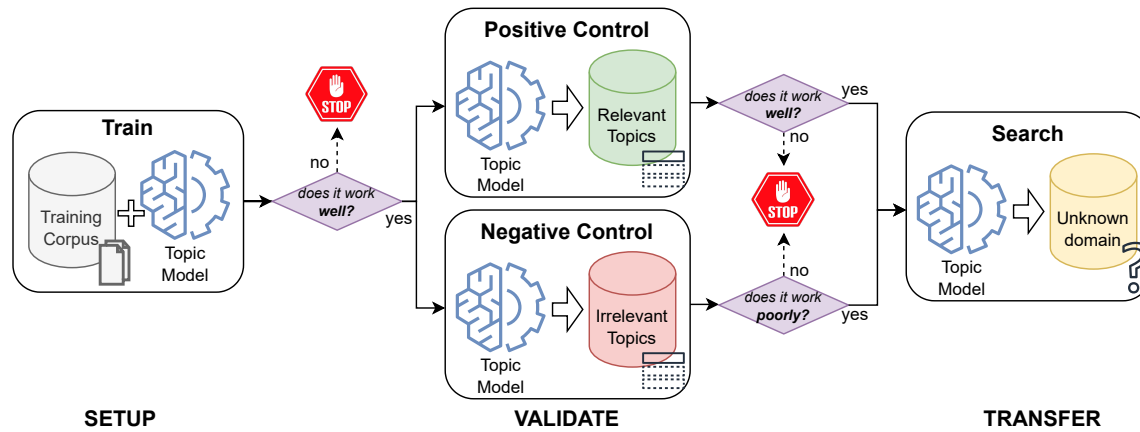 Train
Training
Corpus
Topic
Model
does it work
well?
no
STOP
yes
Positive Control
Topic
Model
Relevant
Topics
Negative Control
Topic
Model
Irrelevant
Topics
does it work
well?
yes
no
STOP
no
does it work
poorly?
yes
Search
Topic
Model
Unknown
domain
SETUP
VALIDATE
TRANSFER